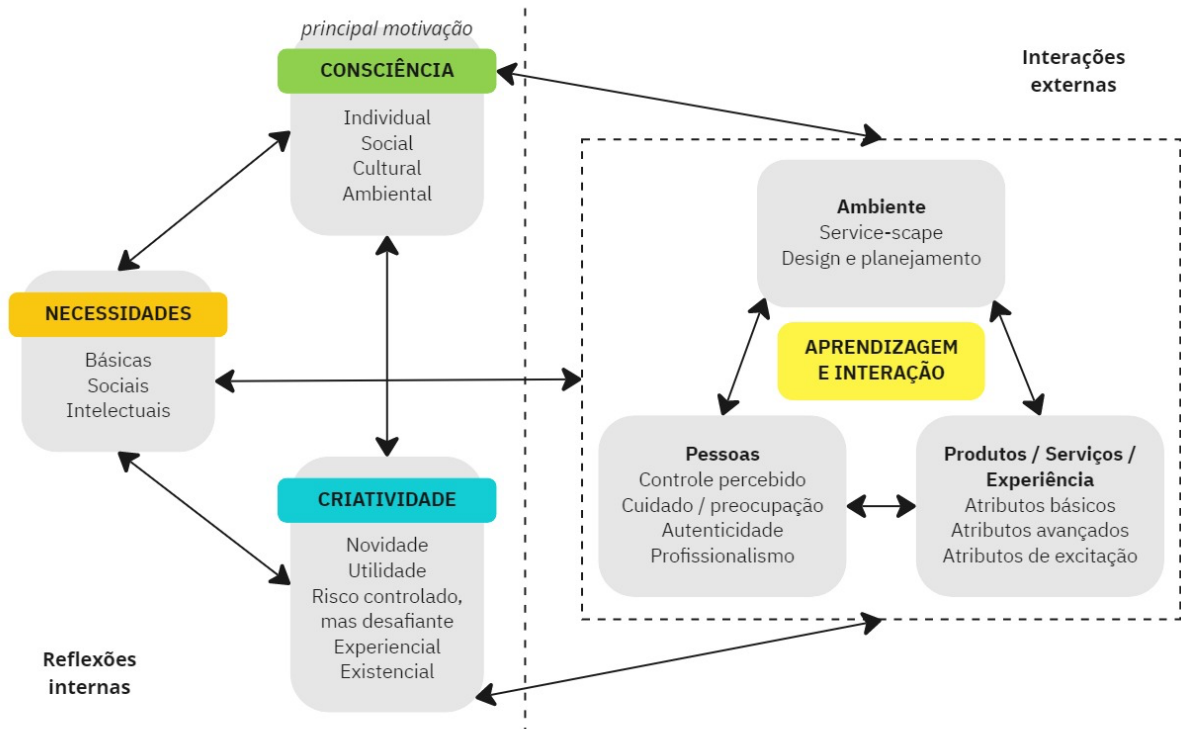 principal motivação
CONSCIÊNCIA
Individual
Social
Cultural
Ambiental
NECESSIDADES
Básicas
Sociais
Intelectuais
CRIATIVIDADE
Novidade
Utilidade
Risco controlado,
mas desafiante
Experiencial
Existencial
Reflexões
internas
Interações
externas
Ambiente
Service-scape
Design e planejamento
APRENDIZAGEM
E INTERAÇÃO
Pessoas
Controle percebido
Cuidado / preocupação
Autenticidade
Profissionalismo
Produtos / Serviços /
Experiência
Atributos básicos
Atributos avançados
Atributos de excitação